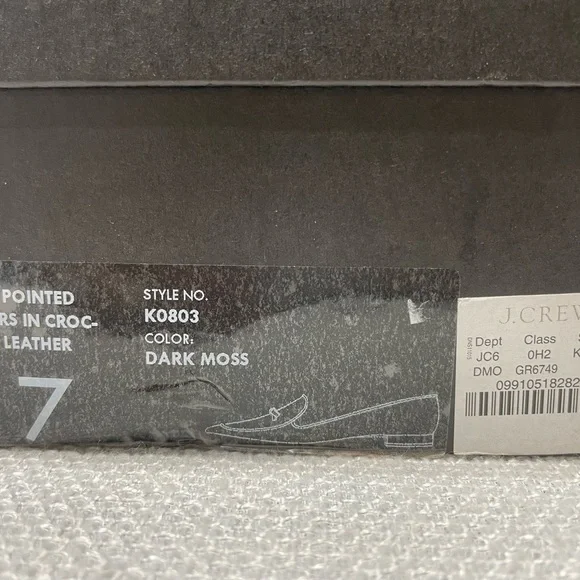 POINTED
RS IN CROC-
LEATHER
7
STYLE NO.
K0803
COLOR:
DARK MOSS
J.CREW
Dept Class S
JC6 0H2 K
DMO GR6749
0991051828